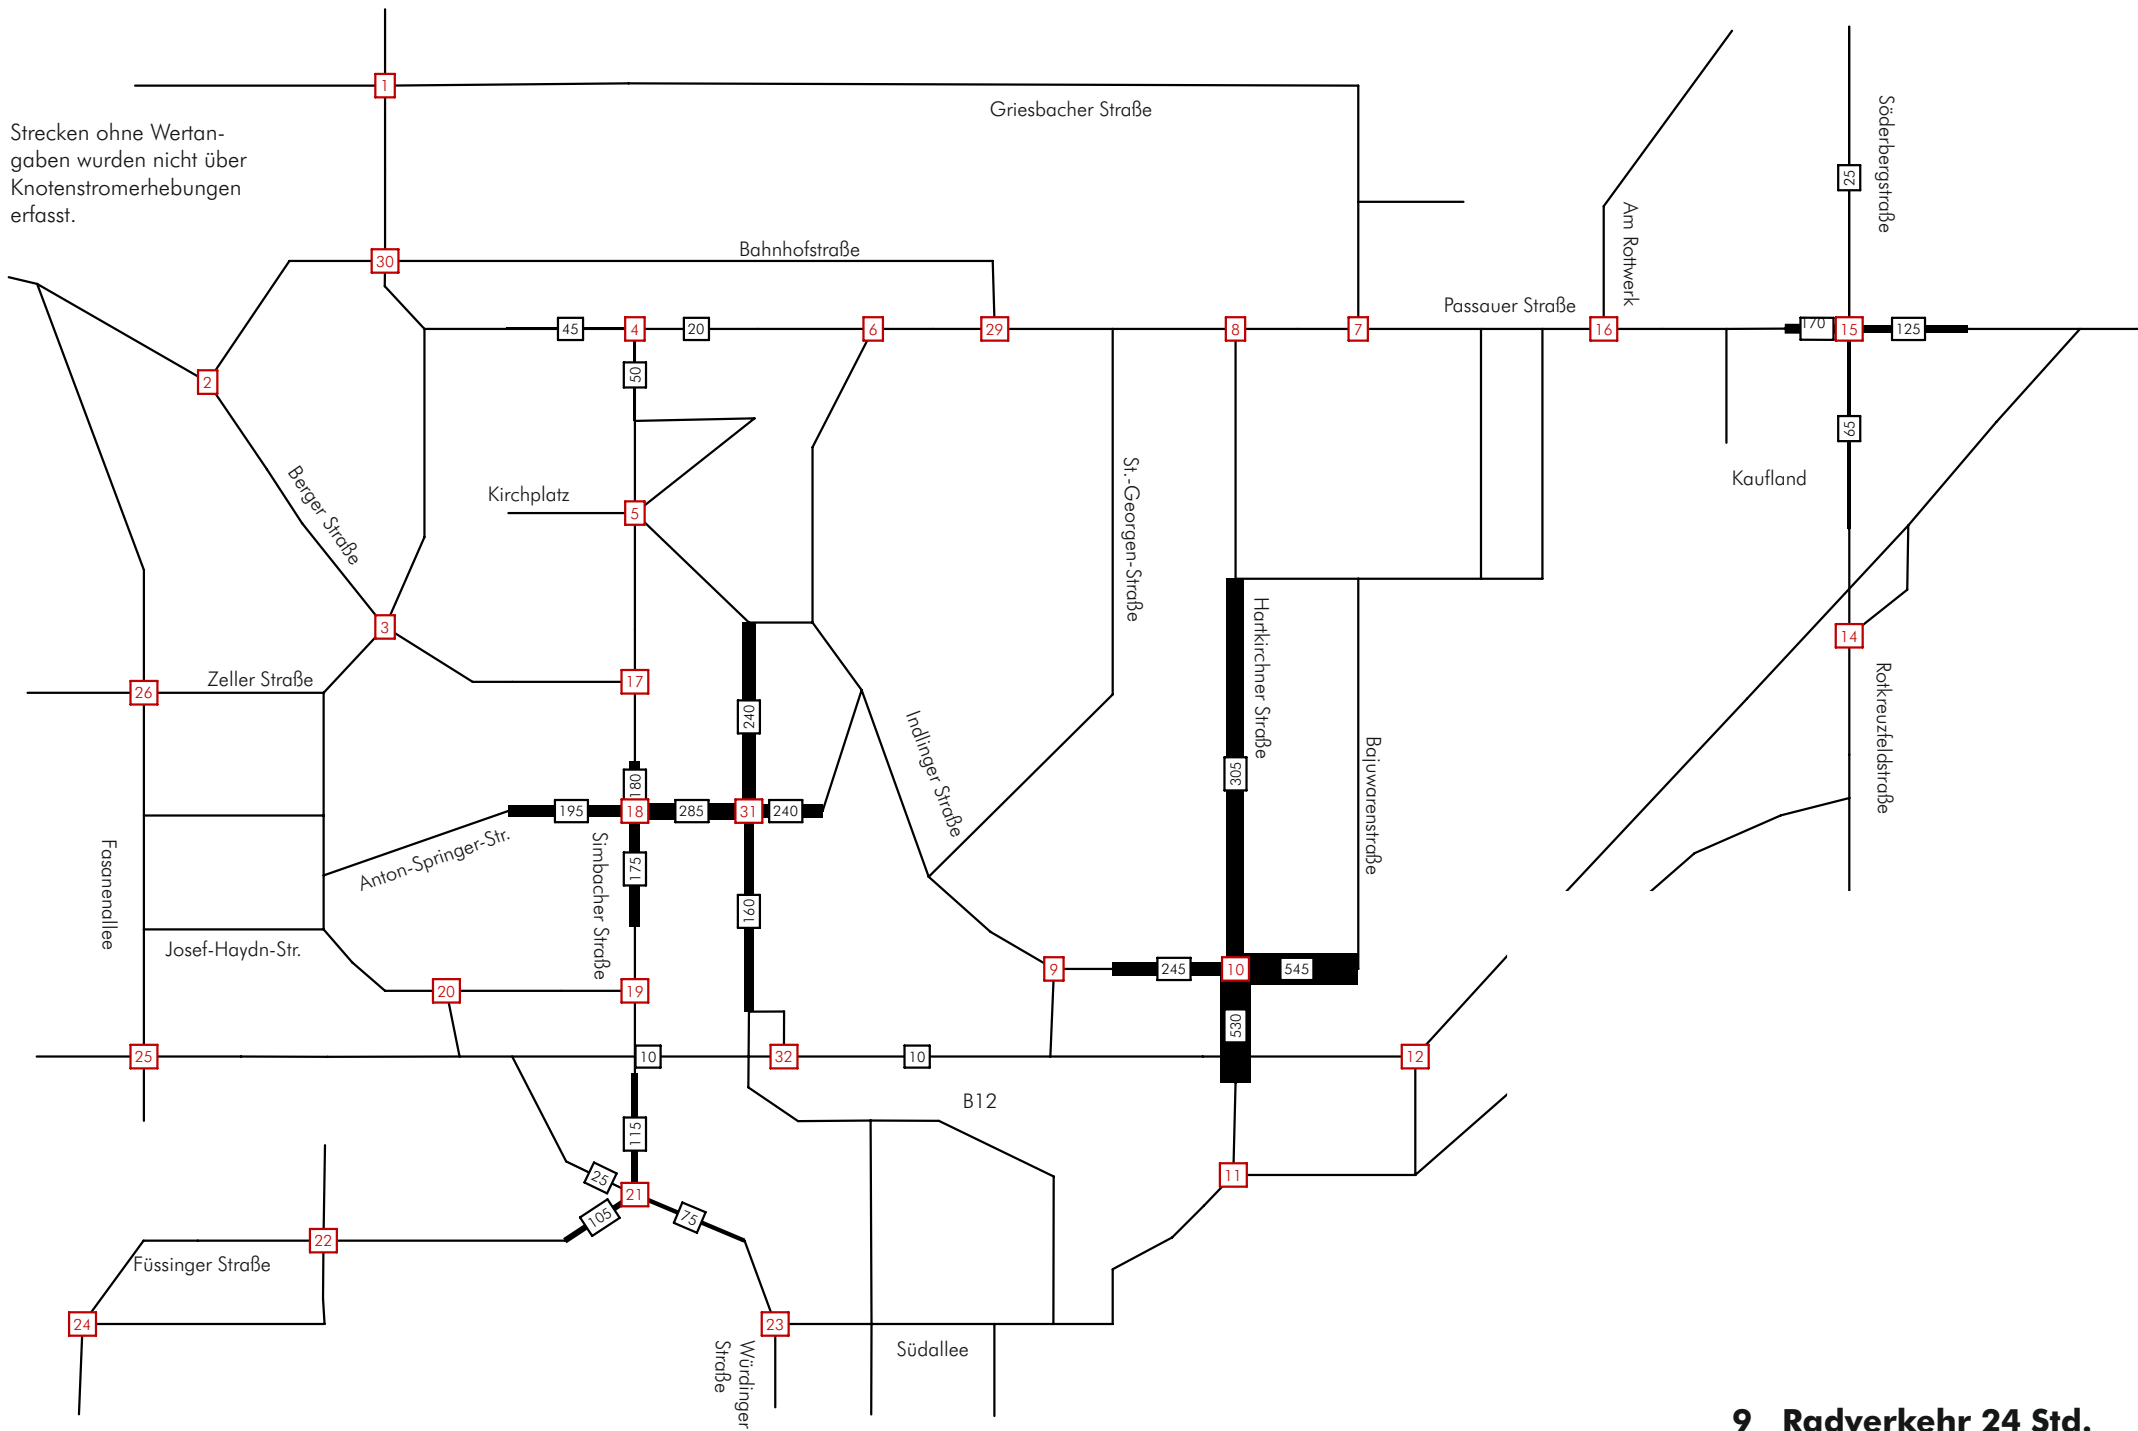 1
Griesbacher Straße
Söderbergstraße
Strecken ohne Wertan-
gaben wurden nicht über
Knotenstromerhebungen
erfasst.
25
Am Rottwerk
30
Bahnhofstraße
Passauer Straße
45
4
20
6
29
8
7
16
170
15
125
50
2
65
Berger Straße
Kirchplatz
5
St.-Georgen-Straße
Kaufland
3
Hartkirchner Straße
14
26
Zeller Straße
17
240
Indlinger Straße
Rotkreuzfeldstraße
180
305
Bajuwarenstraße
195
18
285
31
240
Anton-Springer-Str.
Simbacher Straße
175
Fasanenallee
160
Josef-Haydn-Str.
9
245
10
545
20
19
530
25
10
32
10
12
B12
115
25
21
11
105
75
22
Füssinger Straße
24
23
Würdinger
Straße
Südallee
9 Radverkehr 24 Std.